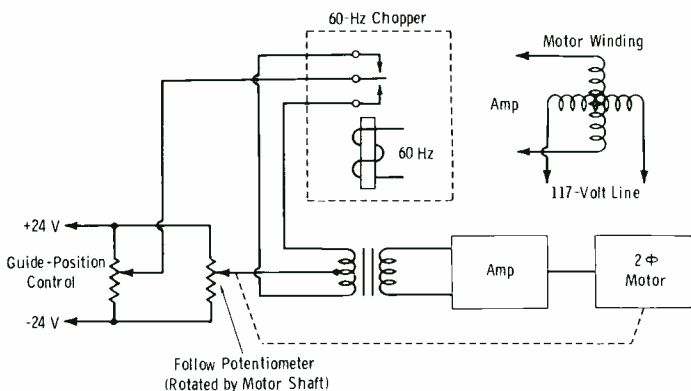 60-Hz Chopper
Motor Winding
Amp
60 Hz
117-Volt Line
+24 V
Guide-Position
Control
-24 V
Amp
2 Φ
Motor
Follow Potentiometer
(Rotated by Motor Shaft)